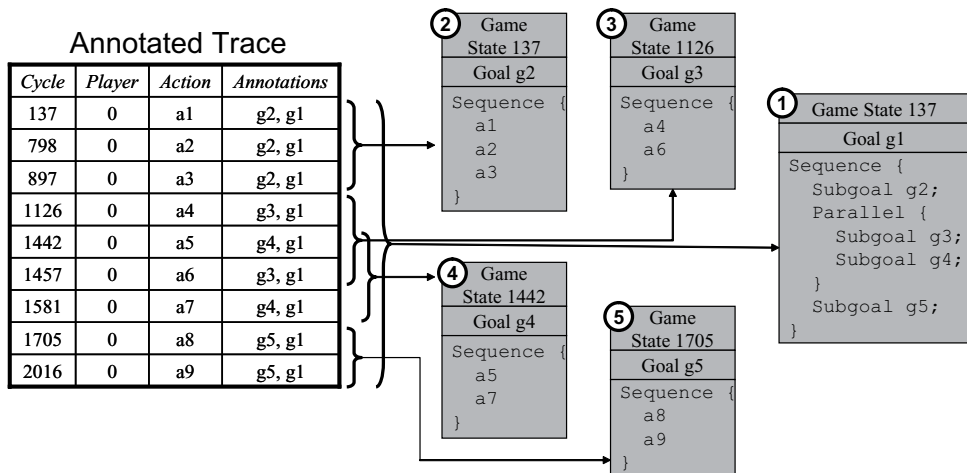 Annotated Trace
Cycle Player Action Annotations
137 0 a1 g2, g1
798 0 a2 g2, g1
897 0 a3 g2, g1
1126 0 a4 g3, g1
1442 0 a5 g4, g1
1457 0 a6 g3, g1
1581 0 a7 g4, g1
1705 0 a8 g5, g1
2016 0 a9 g5, g1
2
Game
State 137
Goal g2
Sequence {
a1
a2
a3
}
3
Game
State 1126
Goal g3
Sequence {
a4
a6
}
1
Game State 137
Goal g1
Sequence {
Subgoal g2;
Parallel {
Subgoal g3;
Subgoal g4;
}
Subgoal g5;
}
4
Game
State 1442
Goal g4
Sequence {
a5
a7
}
5
Game
State 1705
Goal g5
Sequence {
a8
a9
}